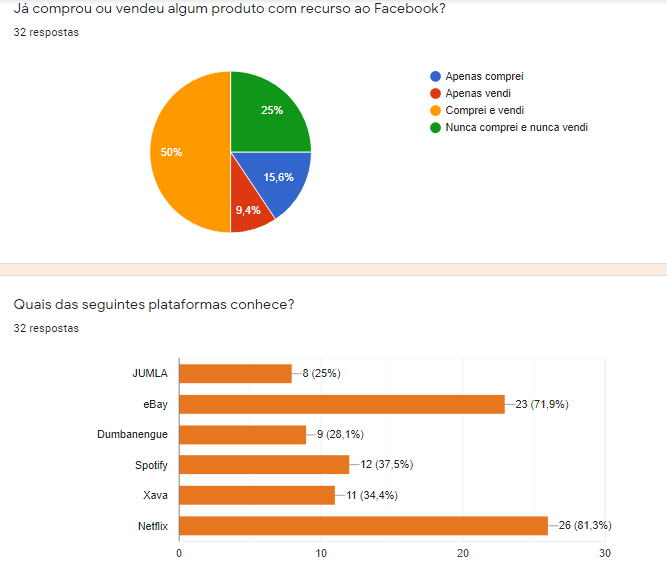 Já comprou ou vendeu algum produto com recurso ao Facebook?
32 respostas
Apenas comprei
Apenas vendi
Comprei e vendi
Nunca comprei e nunca vendi
25%
50%
15,6%
9,4%
Quais das seguintes plataformas conhece?
32 respostas
JUMLA 8 (25%)
eBay 23 (71,9%)
Dumbanengue 9 (28,1%)
Spotify 12 (37,5%)
Xava 11 (34,4%)
Netflix 26 (81,3%)
0 10 20 30